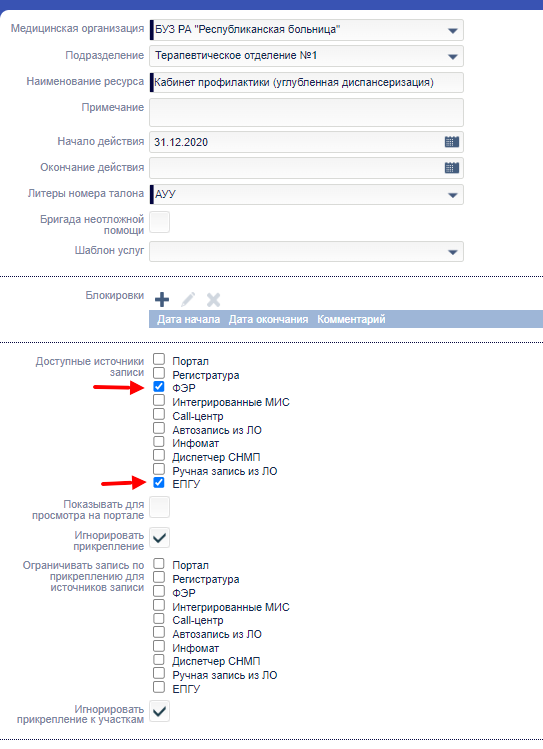 Медицинская организация БУЗ РА "Республиканская больница"
Подразделение Терапевтическое отделение №1
Наименование ресурса Кабинет профилактики (углубленная диспансеризация)
Примечание
Начало действия 31.12.2020
Окончание действия
Литеры номера талона АУУ
Бригада неотложной
помощи
Шаблон услуг
Блокировки
Дата начала Дата окончания Комментарий
Доступные источники
записи
Портал
Регистратура
ФЭР
Интегрированные МИС
Call-центр
Автозапись из ЛО
Инфомат
Диспетчер СНМП
Ручная запись из ЛО
ЕПГУ
Показывать для
просмотра на портале
Игнорировать
прикрепление
Ограничивать запись по
прикреплению для
источников записи
Портал
Регистратура
ФЭР
Интегрированные МИС
Call-центр
Автозапись из ЛО
Инфомат
Диспетчер СНМП
Ручная запись из ЛО
ЕПГУ
Игнорировать
прикрепление к участкам